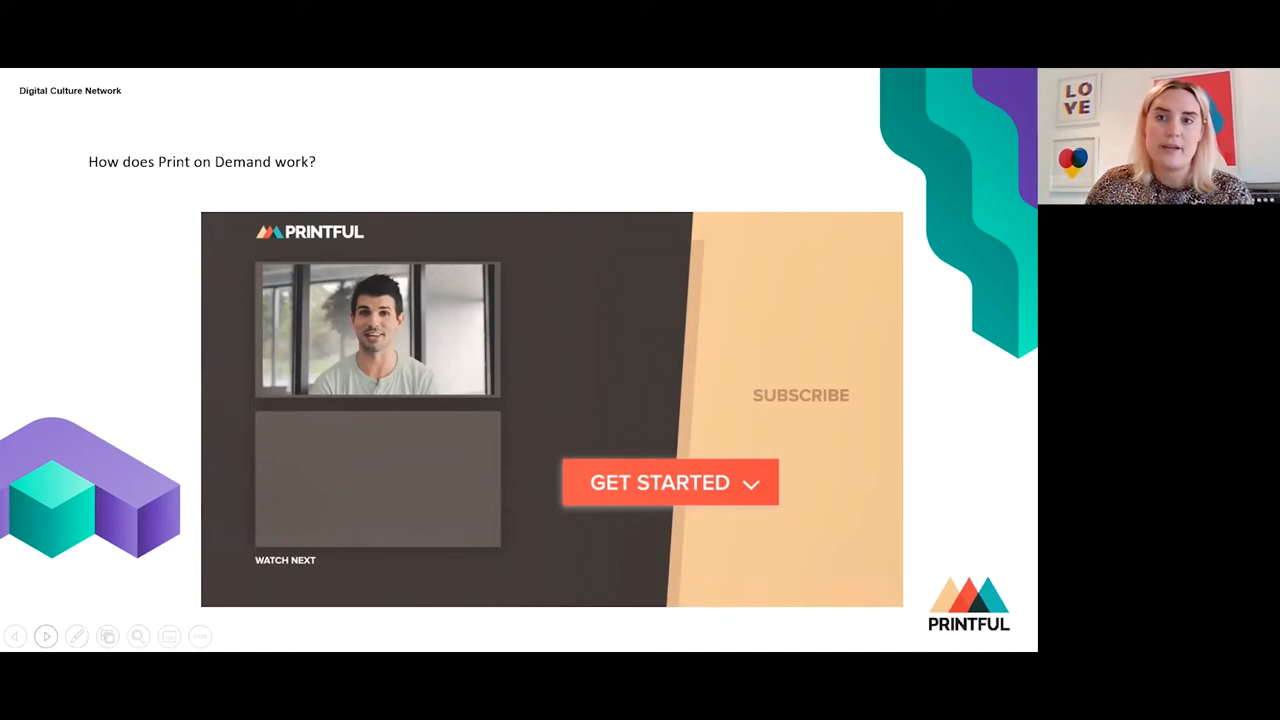 Digital Culture Network
How does Print on Demand work?
PRINTFUL
SUBSCRIBE
GET STARTED
WATCH NEXT
PRINTFUL
LO
VE